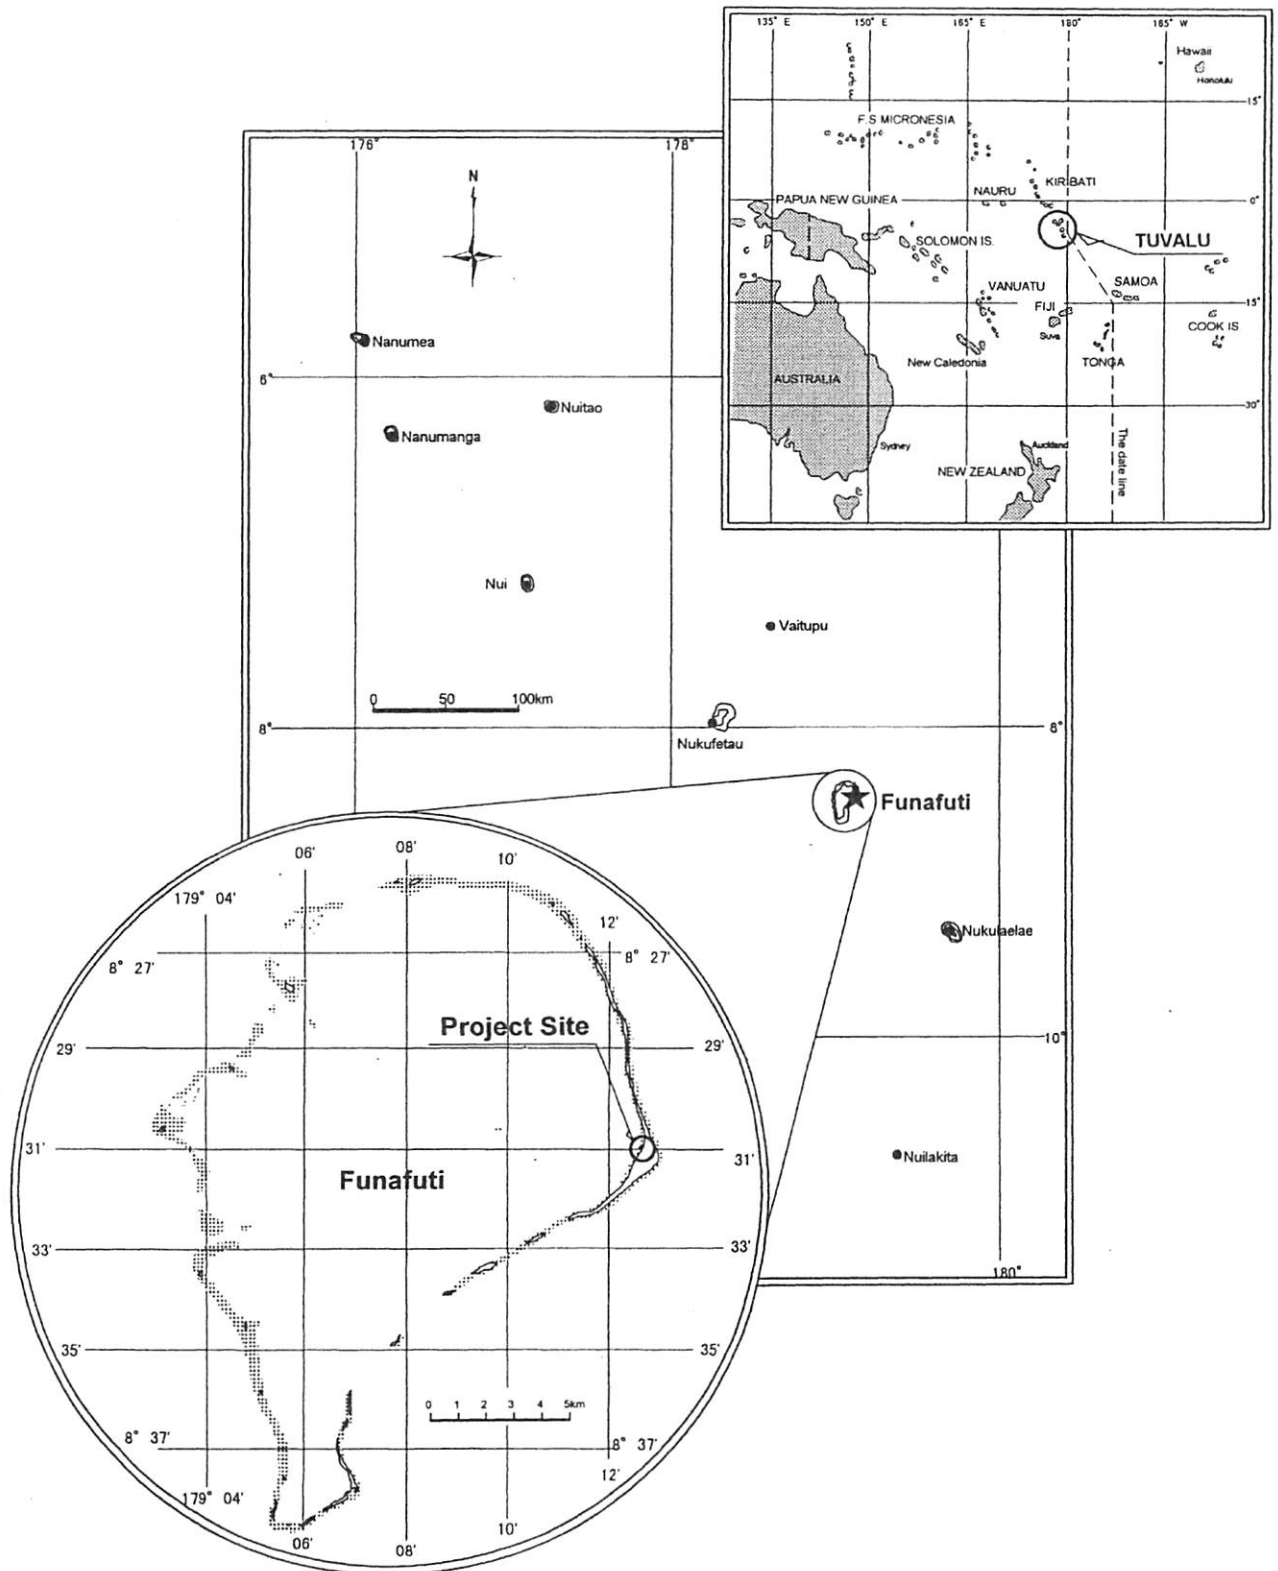 135° E 150° E 165° E 180° 165° W
Hawaii
Honolulu
15°
F.S MICRONESIA
KIRIBATI
NAURU
PAPUA NEW GUINEA
0°
SOLOMON IS.
TUVALU
VANUATU
SAMOA
FIJI
15°
Suva
COOK IS
New Caledonia
TONGA
AUSTRALIA
30°
The date line
Sydney
Auckland
NEW ZEALAND
176° 178°
N
Nanumea
6°
Nuitao
Nanumanga
Nui
Vaitupu
0 50 100km
8° 8°
Nukufetau
Funafuti
Nukulaelae
10°
Nuilakita
180°
06' 08' 10'
179° 04' 12'
8° 27' 8° 27'
Project Site
29' 29'
31' 31'
Funafuti
33' 33'
35' 35'
0 1 2 3 4 5km
8° 37' 8° 37'
12'
179° 04'
06' 08' 10'